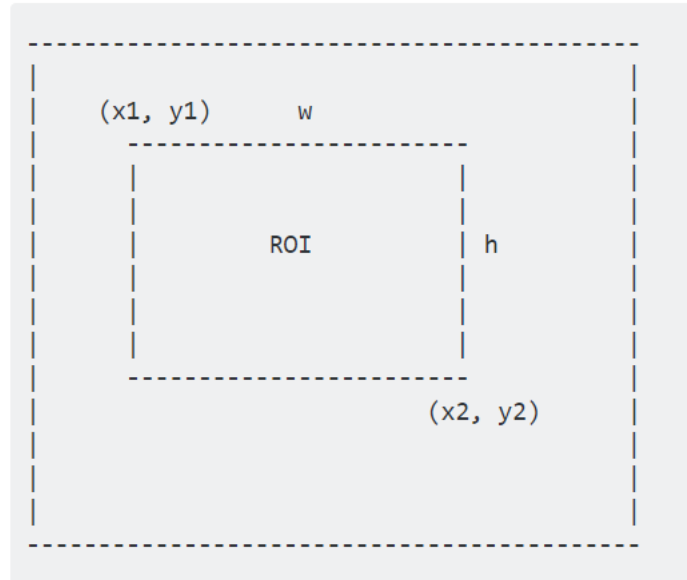 (x1, y1) w
ROI
h
(x2, y2)